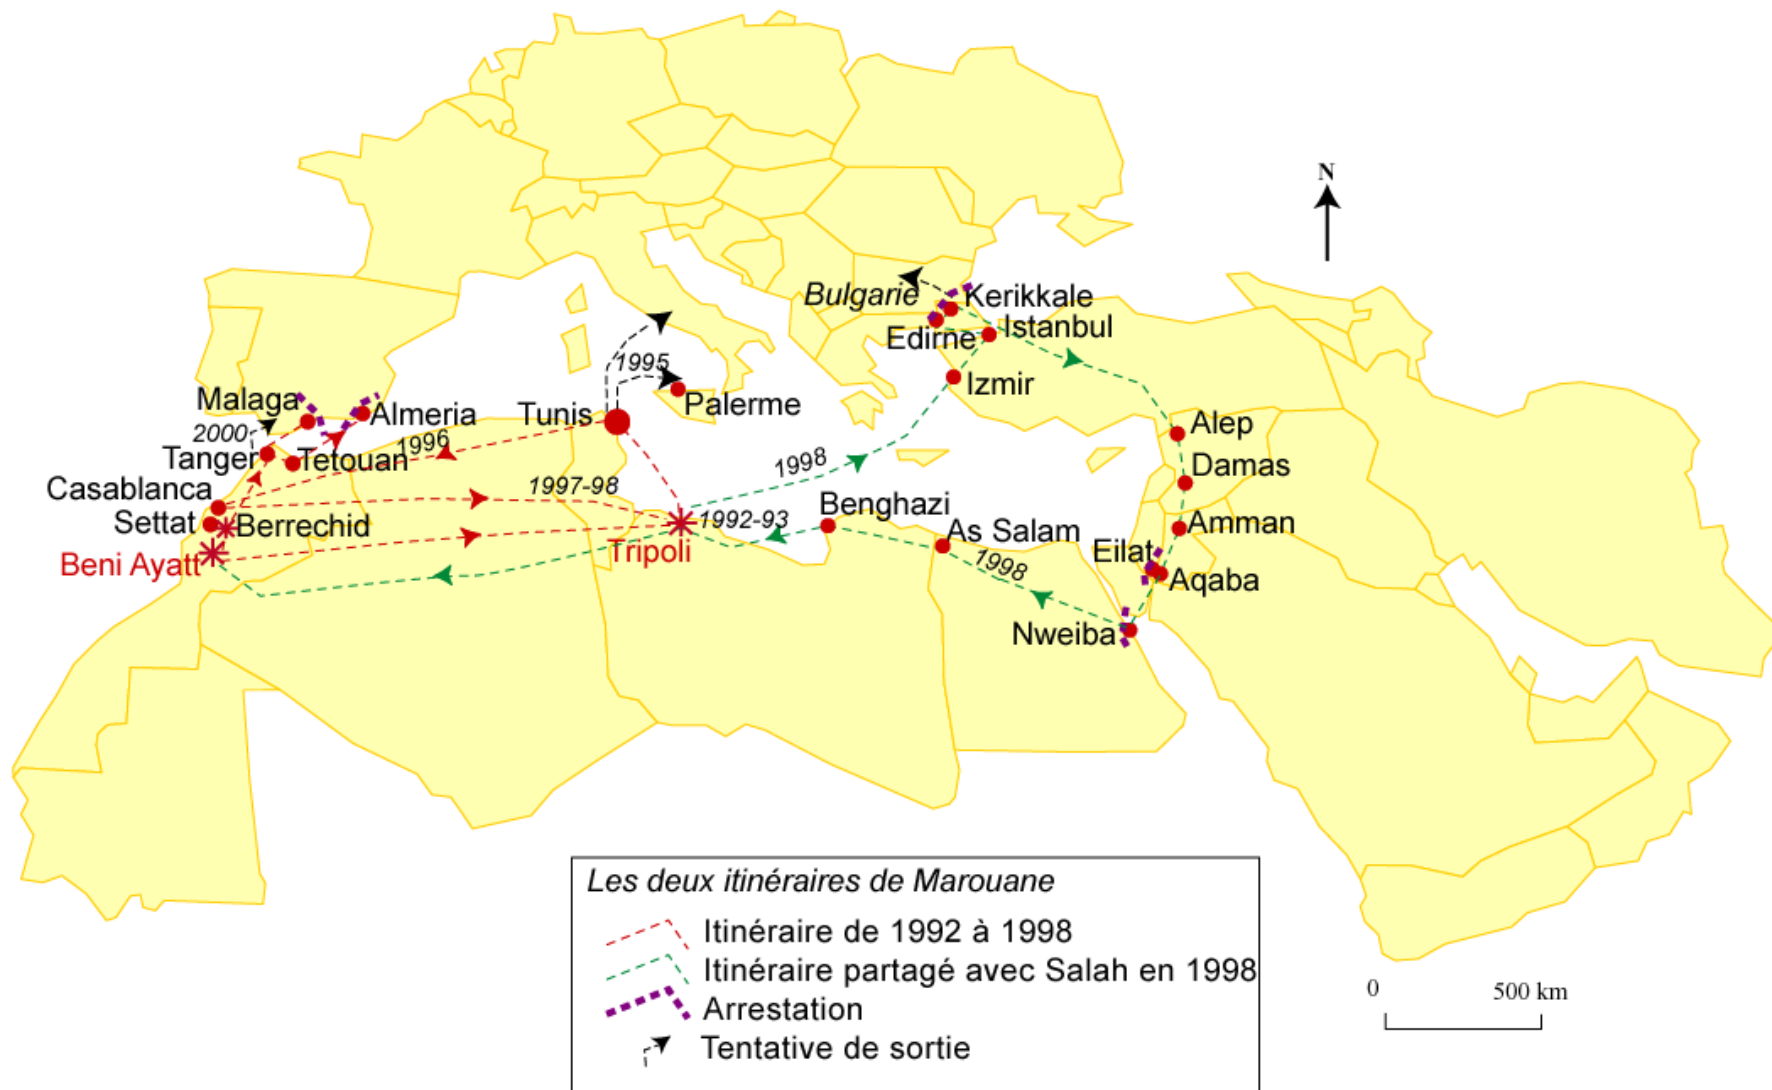 N
Bulgarie
Kerikkale
Edirne
Istanbul
1995
Izmir
Malaga
Almeria
Tunis
Palerme
2000
1996
Alep
Tanger
Tetouan
1998
Damas
Casablanca
1997-98
Settat
Berrechid
1992-93
Benghazi
As Salam
Amman
Beni Ayatt
Tripoli
Eilat
1998
Aqaba
Nweiba
Les deux itinéraires de Marouane
Itinéraire de 1992 à 1998
Itinéraire partagé avec Salah en 1998
Arrestation
Tentative de sortie
0 500 km